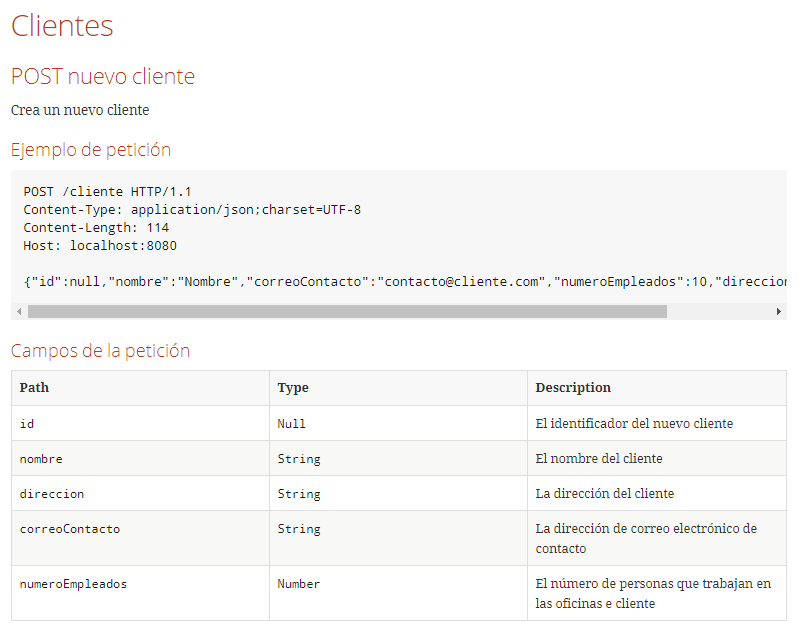 Clientes
POST nuevo cliente
Crea un nuevo cliente
Ejemplo de petición
POST /cliente HTTP/1.1
Content-Type: application/json;charset=UTF-8
Content-Length: 114
Host: localhost:8080
{"id":null,"nombre":"Nombre","correoContacto":"contacto@cliente.com","numeroEmpleados":10,"direccion
Campos de la petición
Path Type Description
id Null El identificador del nuevo cliente
nombre String El nombre del cliente
direccion String La dirección del cliente
correoContacto String La dirección de correo electrónico de
contacto
numeroEmpleados Number El número de personas que trabajan en
las oficinas e cliente